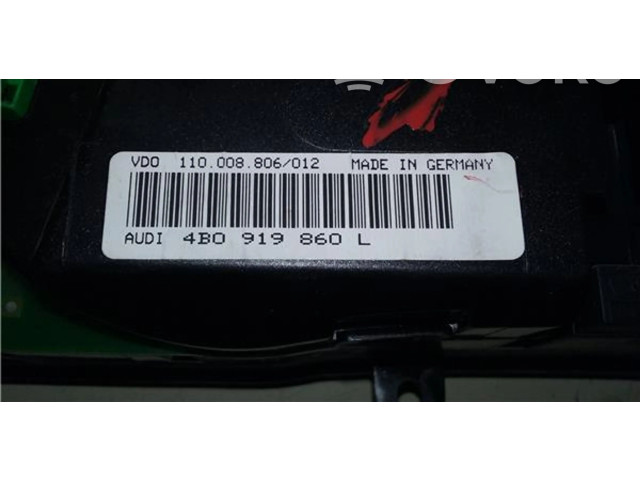 VDO 110.008.806/012 MADE IN GERMANY
AUDI 4B0 919 860 L